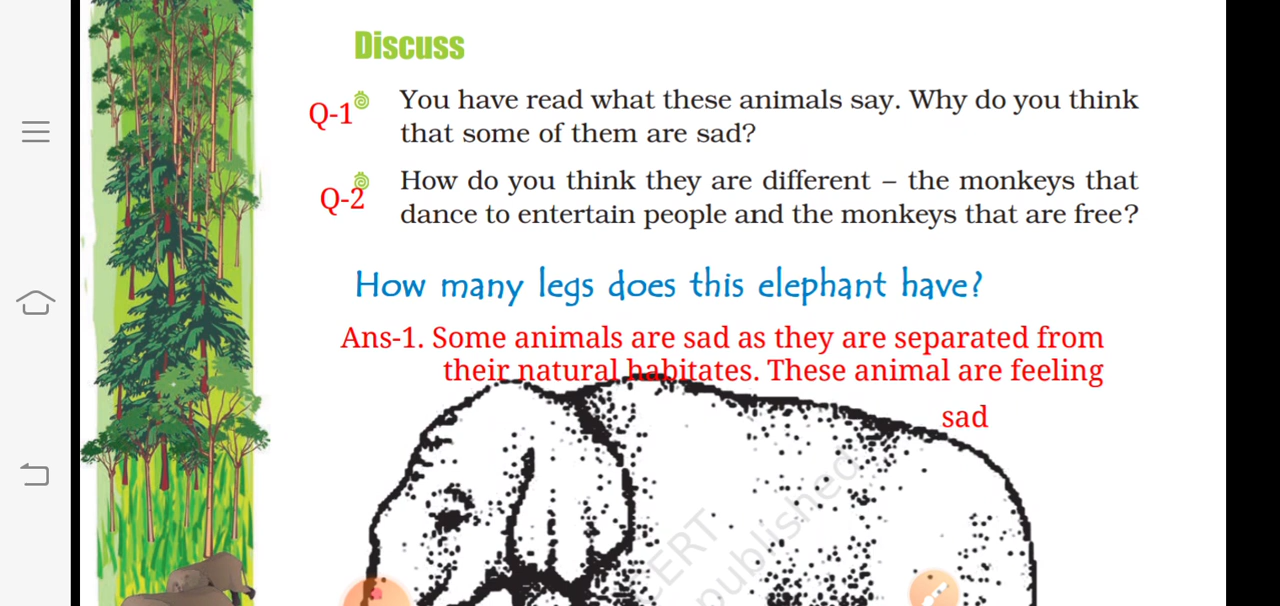 Discuss
Q-1
You have read what these animals say. Why do you think
that some of them are sad?
Q-2
How do you think they are different – the monkeys that
dance to entertain people and the monkeys that are free?
How many legs does this elephant have?
Ans-1. Some animals are sad as they are separated from
their natural habitates. These animal are feeling
sad
published